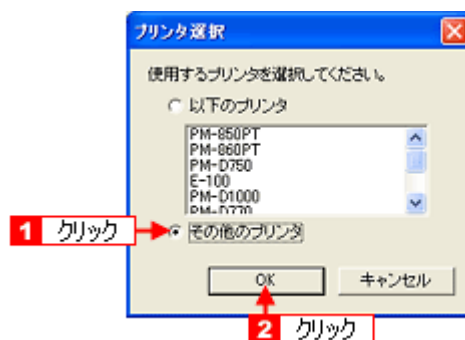 プリンタ選択
使用するプリンタを選択してください。
以下のプリンタ
PM-850PT
PM-860PT
PM-D750
E-100
PM-D1000
PM-D770
1 クリック
その他のプリンタ
OK
キャンセル
2 クリック